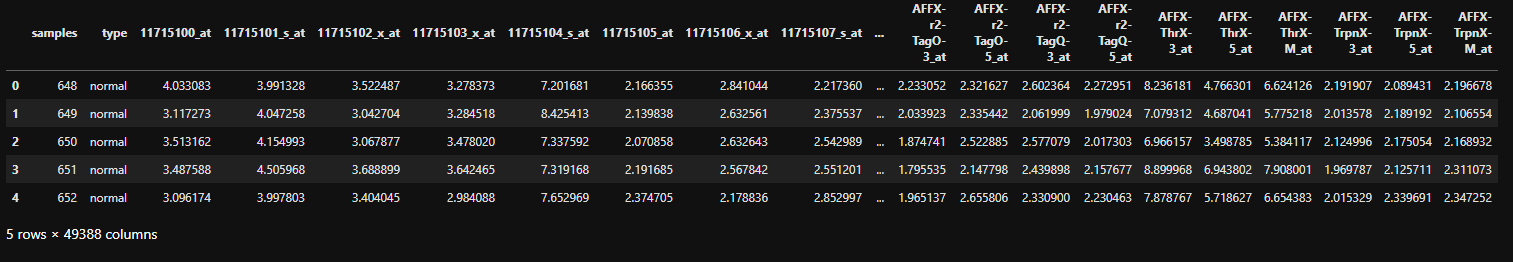 samples type 11715100_at 11715101_s_at 11715102_x_at 11715103_x_at 11715104_s_at 11715105_at 11715106_x_at 11715107_s_at ... AFFX-r2-TagO-3_at AFFX-r2-TagO-5_at AFFX-r2-TagQ-3_at AFFX-r2-TagQ-5_at AFFX-ThrX-3_at AFFX-ThrX-5_at AFFX-ThrX-M_at AFFX-TrpnX-3_at AFFX-TrpnX-5_at AFFX-TrpnX-M_at
0 648 normal 4.033083 3.991328 3.522487 3.278373 7.201681 2.166355 2.841044 2.217360 ... 2.233052 2.321627 2.602364 2.272951 8.236181 4.766301 6.624126 2.191907 2.089431 2.196678
1 649 normal 3.117273 4.047258 3.042704 3.284518 8.425413 2.139838 2.632561 2.375537 ... 2.033923 2.335442 2.061999 1.979024 7.079312 4.687041 5.775218 2.013578 2.189192 2.106554
2 650 normal 3.513162 4.154993 3.067877 3.478020 7.337592 2.070858 2.632643 2.542989 ... 1.874741 2.522885 2.577079 2.017303 6.966157 3.498785 5.384117 2.124996 2.175054 2.168932
3 651 normal 3.487588 4.505968 3.688899 3.642465 7.319168 2.191685 2.567842 2.551201 ... 1.795535 2.147798 2.439898 2.157677 8.899968 6.943802 7.908001 1.969787 2.125711 2.311073
4 652 normal 3.096174 3.997803 3.404045 2.984088 7.652969 2.374705 2.178836 2.852997 ... 1.965137 2.655806 2.330900 2.230463 7.878767 5.718627 6.654383 2.015329 2.339691 2.347252
5 rows × 49388 columns